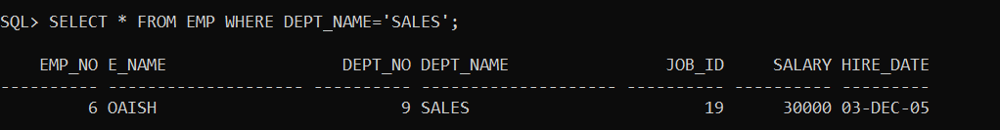 SQL> SELECT * FROM EMP WHERE DEPT_NAME='SALES';
    EMP_NO E_NAME                  DEPT_NO DEPT_NAME                JOB_ID     SALARY HIRE_DATE
---------- -------------------- ---------- -------------------- ---------- ---------- ---------
         6 OAISH                         9 SALES                        19      30000 03-DEC-05